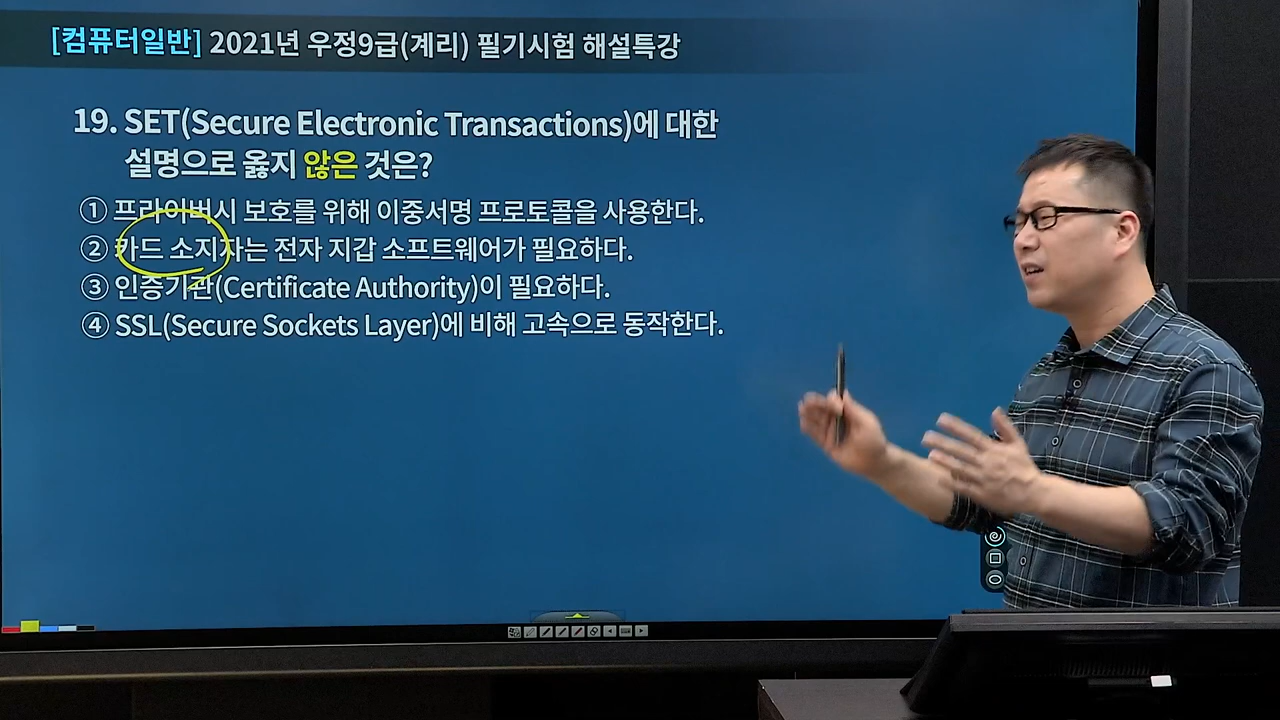 [컴퓨터일반] 2021년 우정9급(계리) 필기시험 해설특강
19. SET(Secure Electronic Transactions)에 대한
설명으로 옳지 않은 것은?
① 프라이버시 보호를 위해 이중서명 프로토콜을 사용한다.
② 카드 소지자는 전자 지갑 소프트웨어가 필요하다.
③ 인증기관(Certificate Authority)이 필요하다.
④ SSL(Secure Sockets Layer)에 비해 고속으로 동작한다.